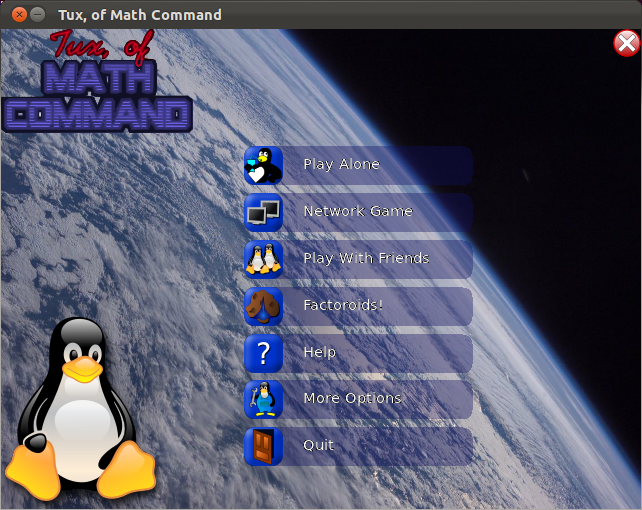 Tux, of Math Command
Tux, of
MATH
COMMAND
Play Alone
Network Game
Play With Friends
Factoroids!
?
Help
More Options
Quit